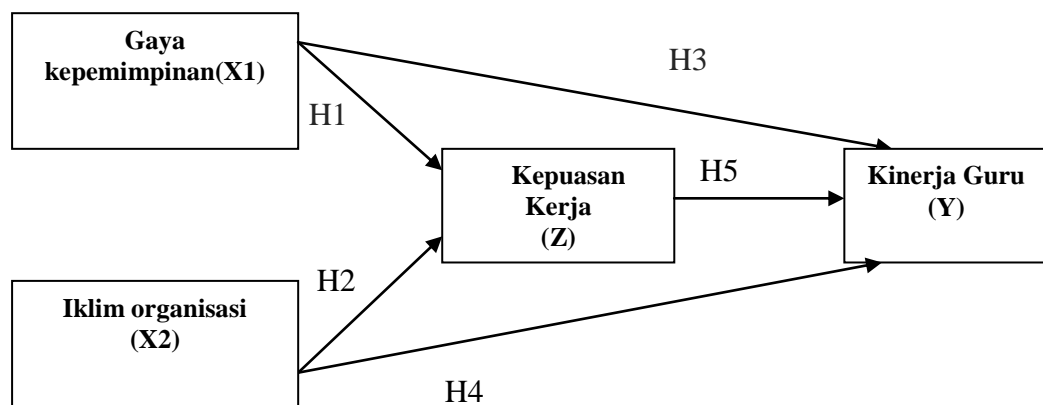 Gaya
kepemimpinan(X1)
H3
H1
Kepuasan
Kerja
(Z)
H5
Kinerja Guru
(Y)
H2
Iklim organisasi
(X2)
H4